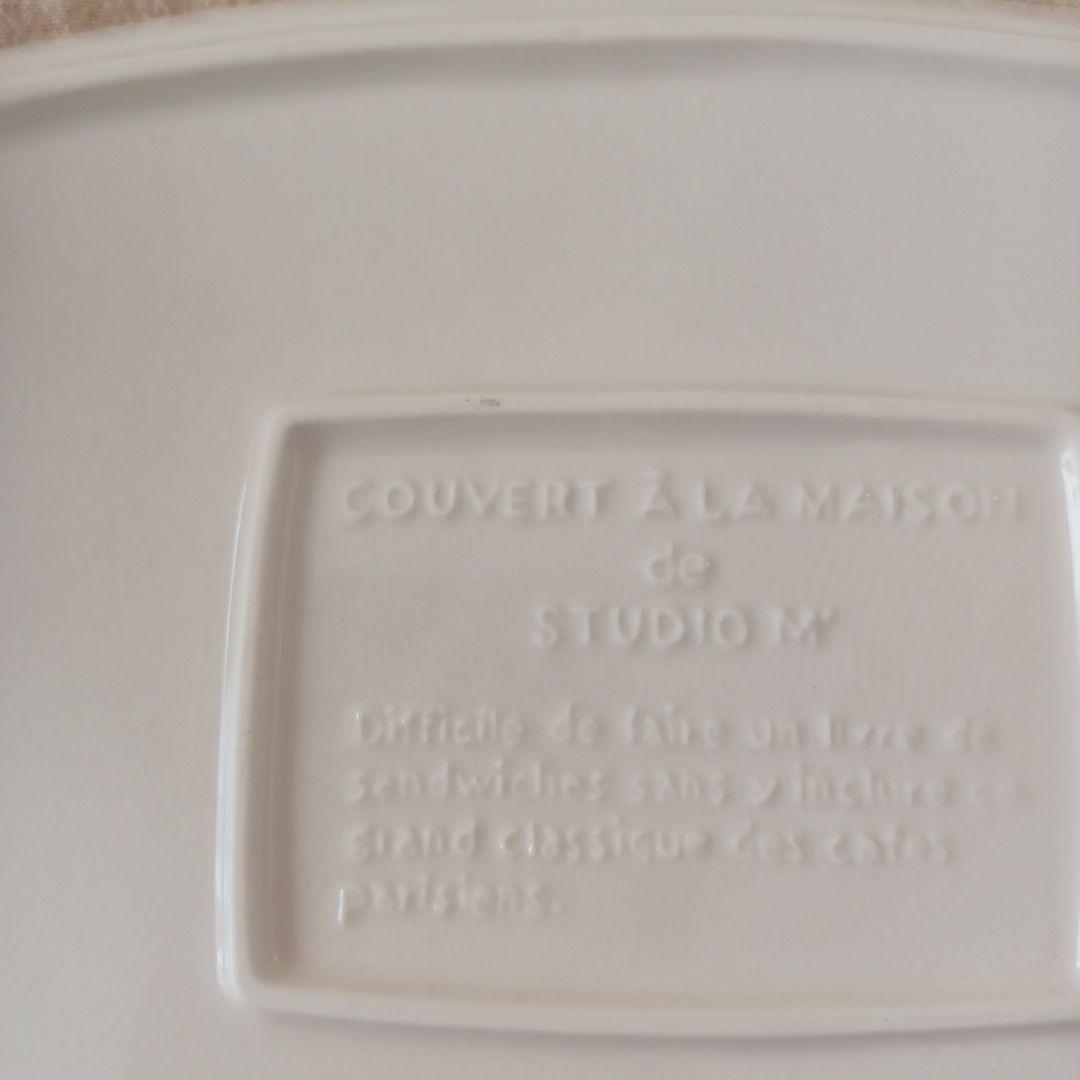 COUVERT À LA MAISON
de
STUDIO M'
Difficile de faire un livre de
sandwiches sans y inclure ce
grand classique des cafes
parisiens.